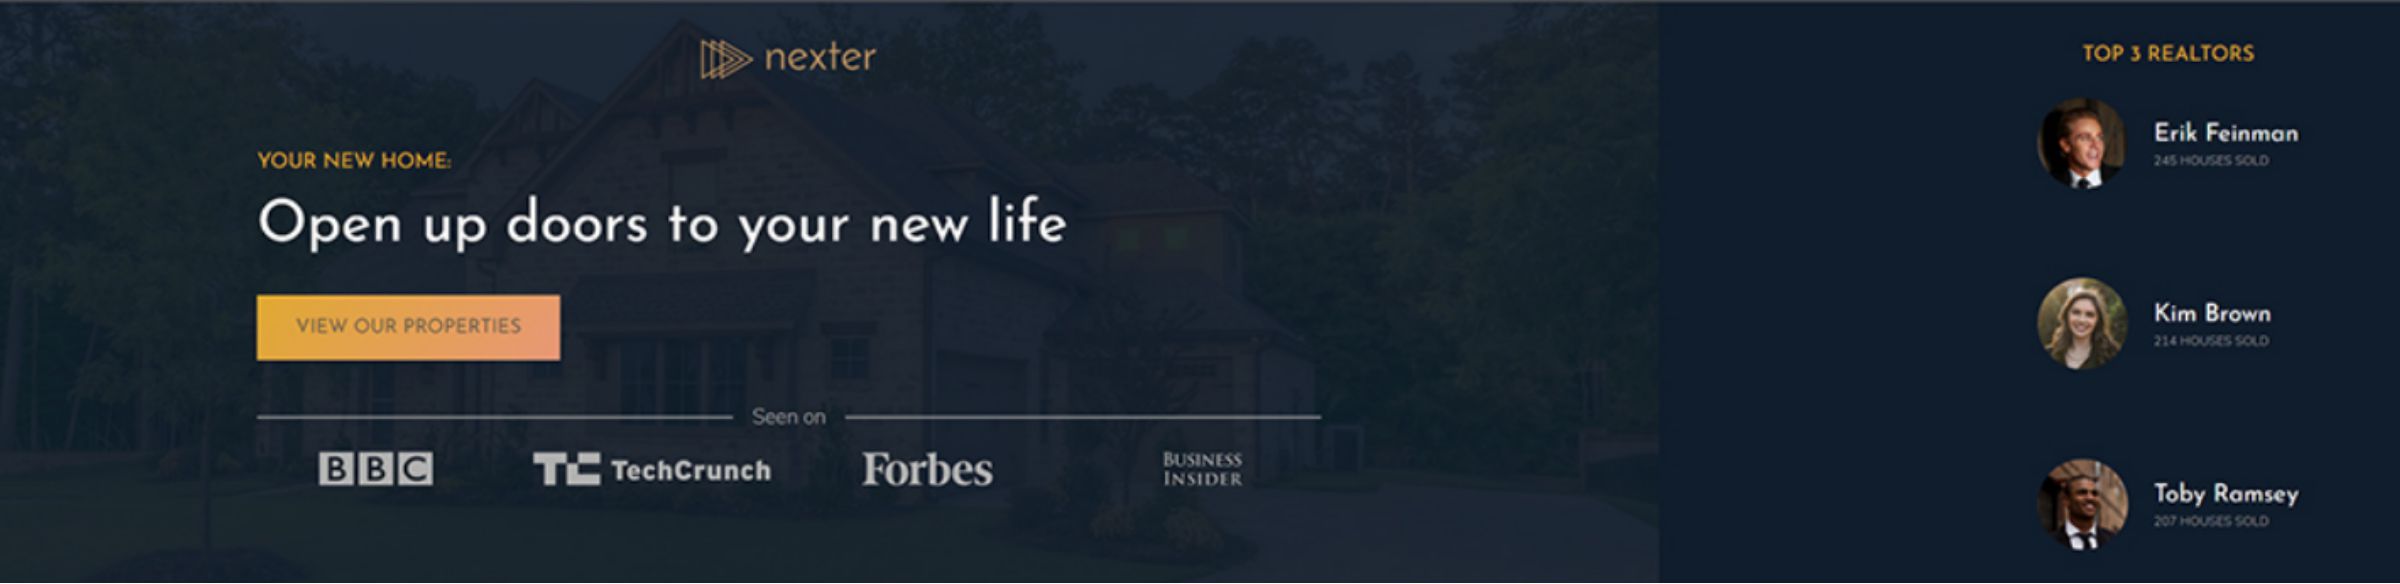 nexter
YOUR NEW HOME:
Open up doors to your new life
VIEW OUR PROPERTIES
Seen on
BBC
TC TechCrunch
Forbes
BUSINESS
INSIDER
TOP 3 REALTORS
Erik Feinman
245 HOUSES SOLD
Kim Brown
214 HOUSES SOLD
Toby Ramsey
207 HOUSES SOLD